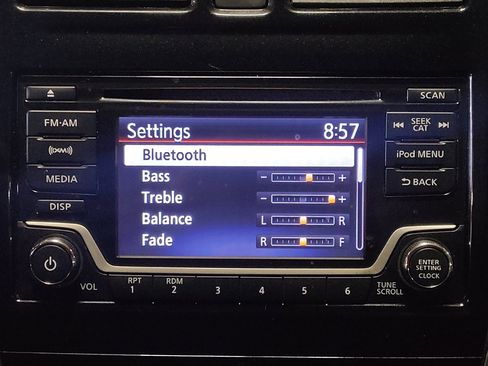 SCAN
FM·AM
Settings 8:57
SEEK
CAT
Bluetooth
((XM))
iPod MENU
Bass - +
MEDIA
Treble - +
BACK
DISP
Balance L R
Fade R F
VOL
RPT
1
RDM
2
3
4
5
6
TUNE
SCROLL
ENTER
SETTING
CLOCK